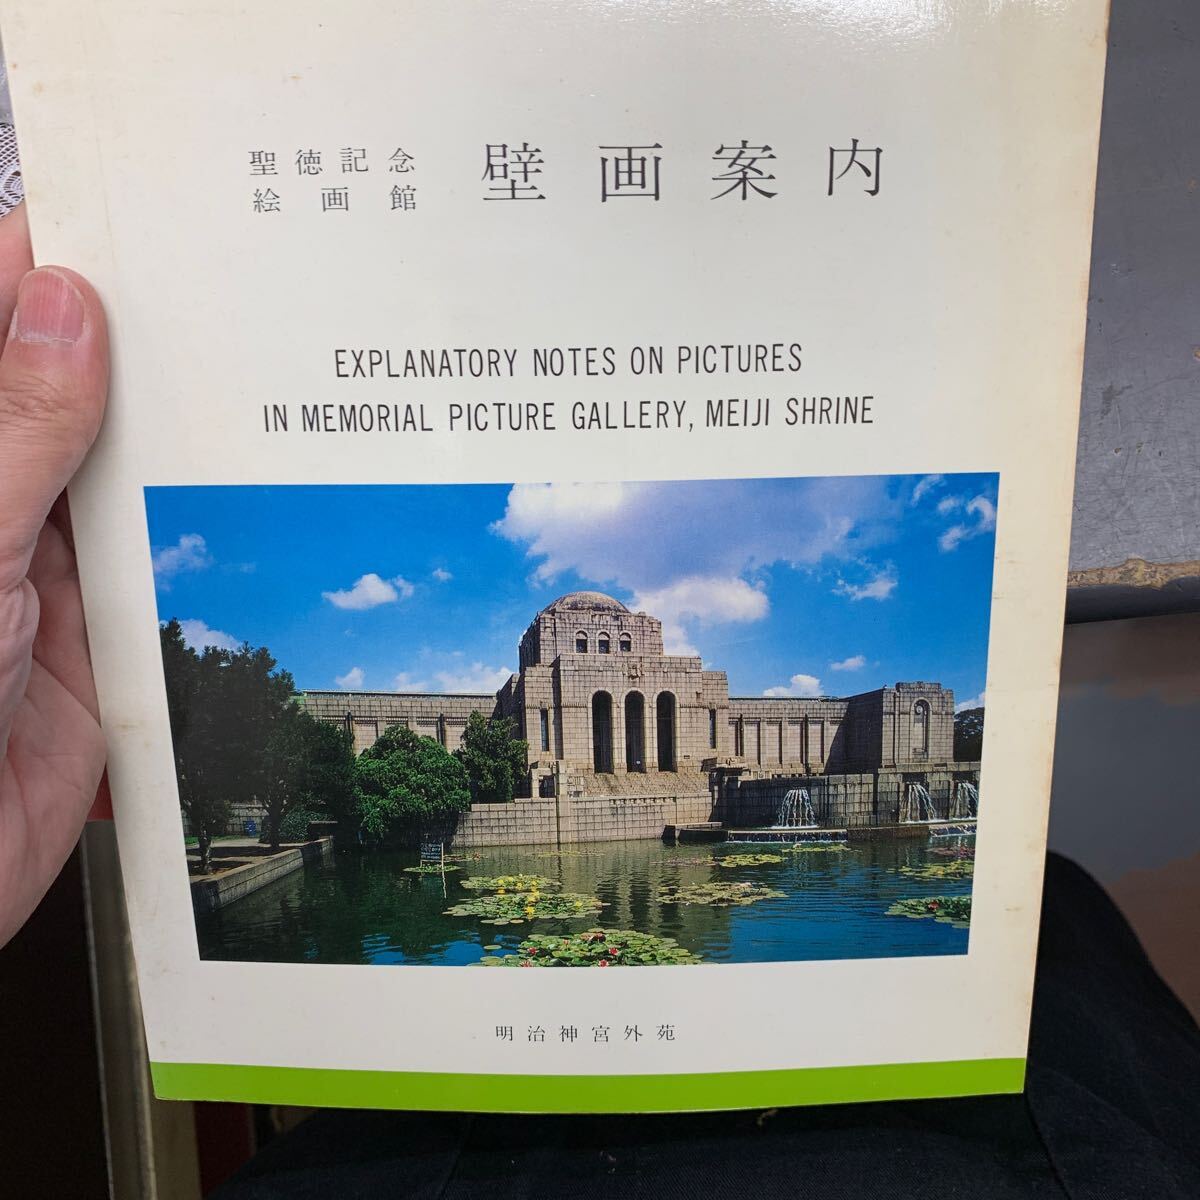 聖徳記念
絵画館
壁画案内
EXPLANATORY NOTES ON PICTURES
IN MEMORIAL PICTURE GALLERY, MEIJI SHRINE
明治神宮外苑